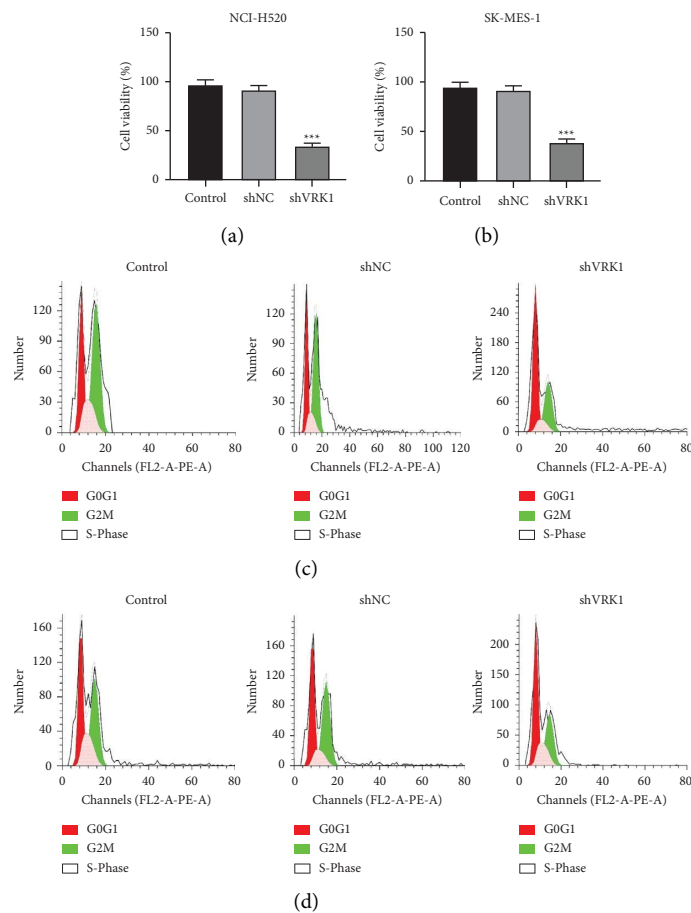 NCI-H520
SK-MES-1
Cell viability (%)
150
100
50
0
***
Control shNC shVRK1
(a)
Cell viability (%)
150
100
50
0
***
Control shNC shVRK1
(b)
Control
Number
120
90
60
30
0
0 20 40 60 80
Channels (FL2-A-PE-A)
G0G1
G2M
S-Phase
shNC
Number
120
90
60
30
0
0 20 40 60 80 100 120
Channels (FL2-A-PE-A)
G0G1
G2M
S-Phase
shVRK1
Number
240
180
120
60
0
0 20 40 60 80
Channels (FL2-A-PE-A)
G0G1
G2M
S-Phase
(c)
Control
Number
160
120
80
40
0
0 20 40 60 80
Channels (FL2-A-PE-A)
G0G1
G2M
S-Phase
shNC
Number
160
120
80
40
0
0 20 40 60 80
Channels (FL2-A-PE-A)
G0G1
G2M
S-Phase
shVRK1
Number
200
150
100
50
0
0 20 40 60 80
Channels (FL2-A-PE-A)
G0G1
G2M
S-Phase
(d)